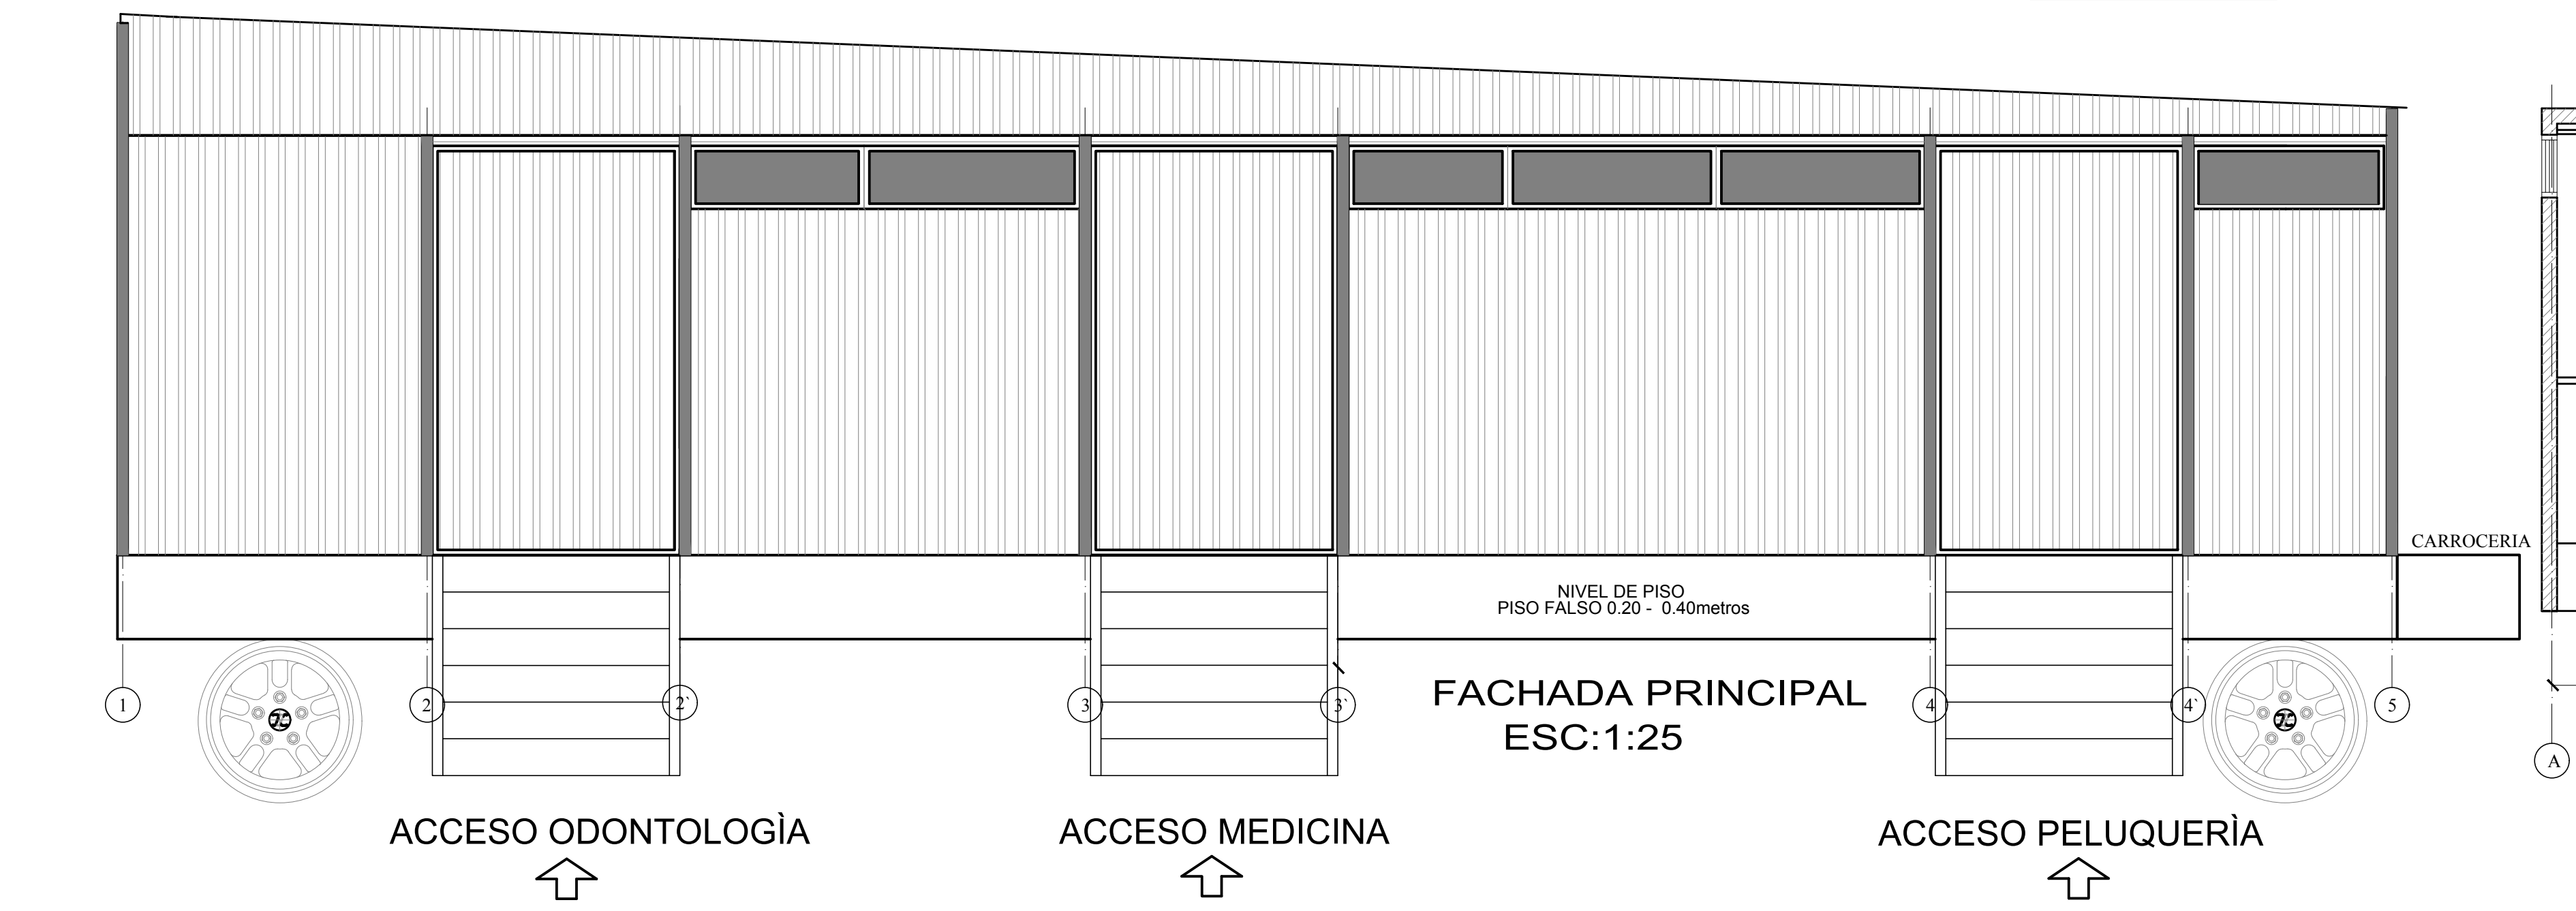 CARROCERIA
NIVEL DE PISO
PISO FALSO 0.20 - 0.40metros
FACHADA PRINCIPAL
ESC:1:25
1
2
2`
3
3`
4
4`
5
A
ACCESO ODONTOLOGÌA
ACCESO MEDICINA
ACCESO PELUQUERÌA